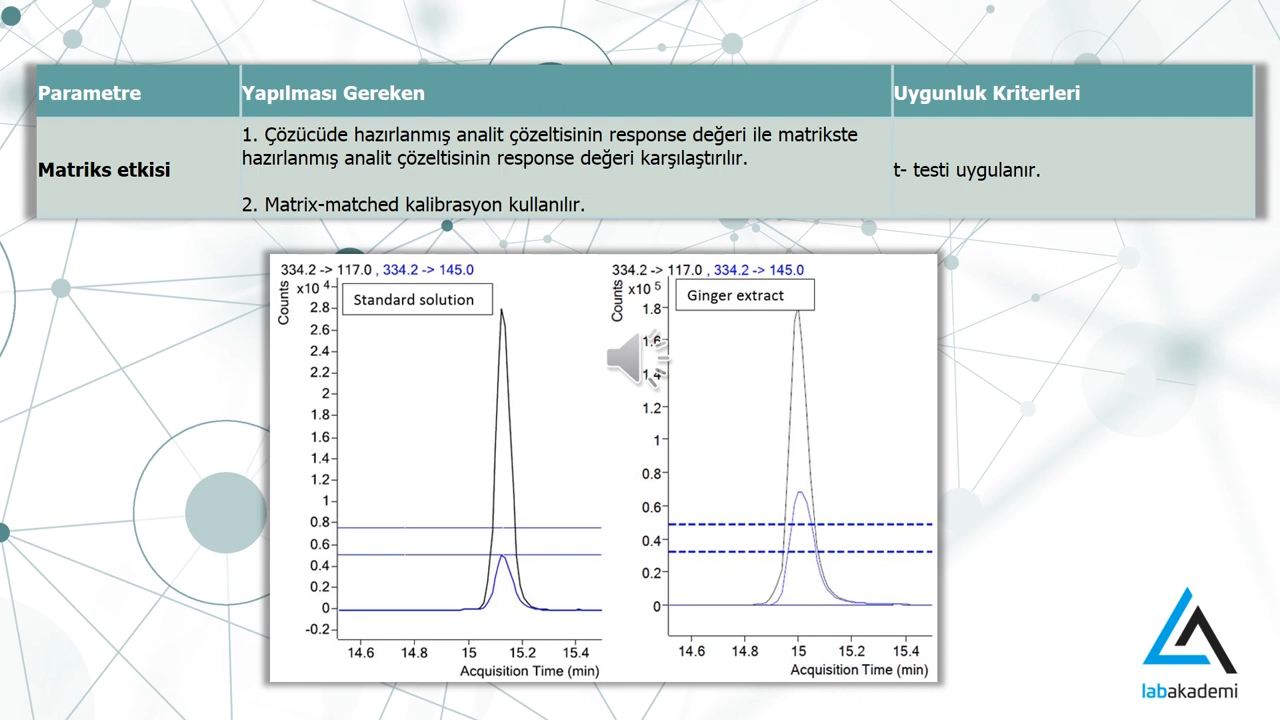 Parametre
Yapılması Gereken
Uygunluk Kriterleri
Matriks etkisi
1. Çözücüde hazırlanmış analit çözeltisinin response değeri ile matrikste
hazırlanmış analit çözeltisinin response değeri karşılaştırılır.
2. Matrix-matched kalibrasyon kullanılır.
t- testi uygulanır.
334.2 -> 117.0 , 334.2 -> 145.0
Counts
x10 4
Standard solution
2.8
2.6
2.4
2.2
2
1.8
1.6
1.4
1.2
1
0.8
0.6
0.4
0.2
0
-0.2
14.6 14.8 15 15.2 15.4
Acquisition Time (min)
334.2 -> 117.0 , 334.2 -> 145.0
Counts
x10 5
Ginger extract
1.8
1.6
1.4
1.2
1
0.8
0.6
0.4
0.2
0
14.6 14.8 15 15.2 15.4
Acquisition Time (min)
labakademi